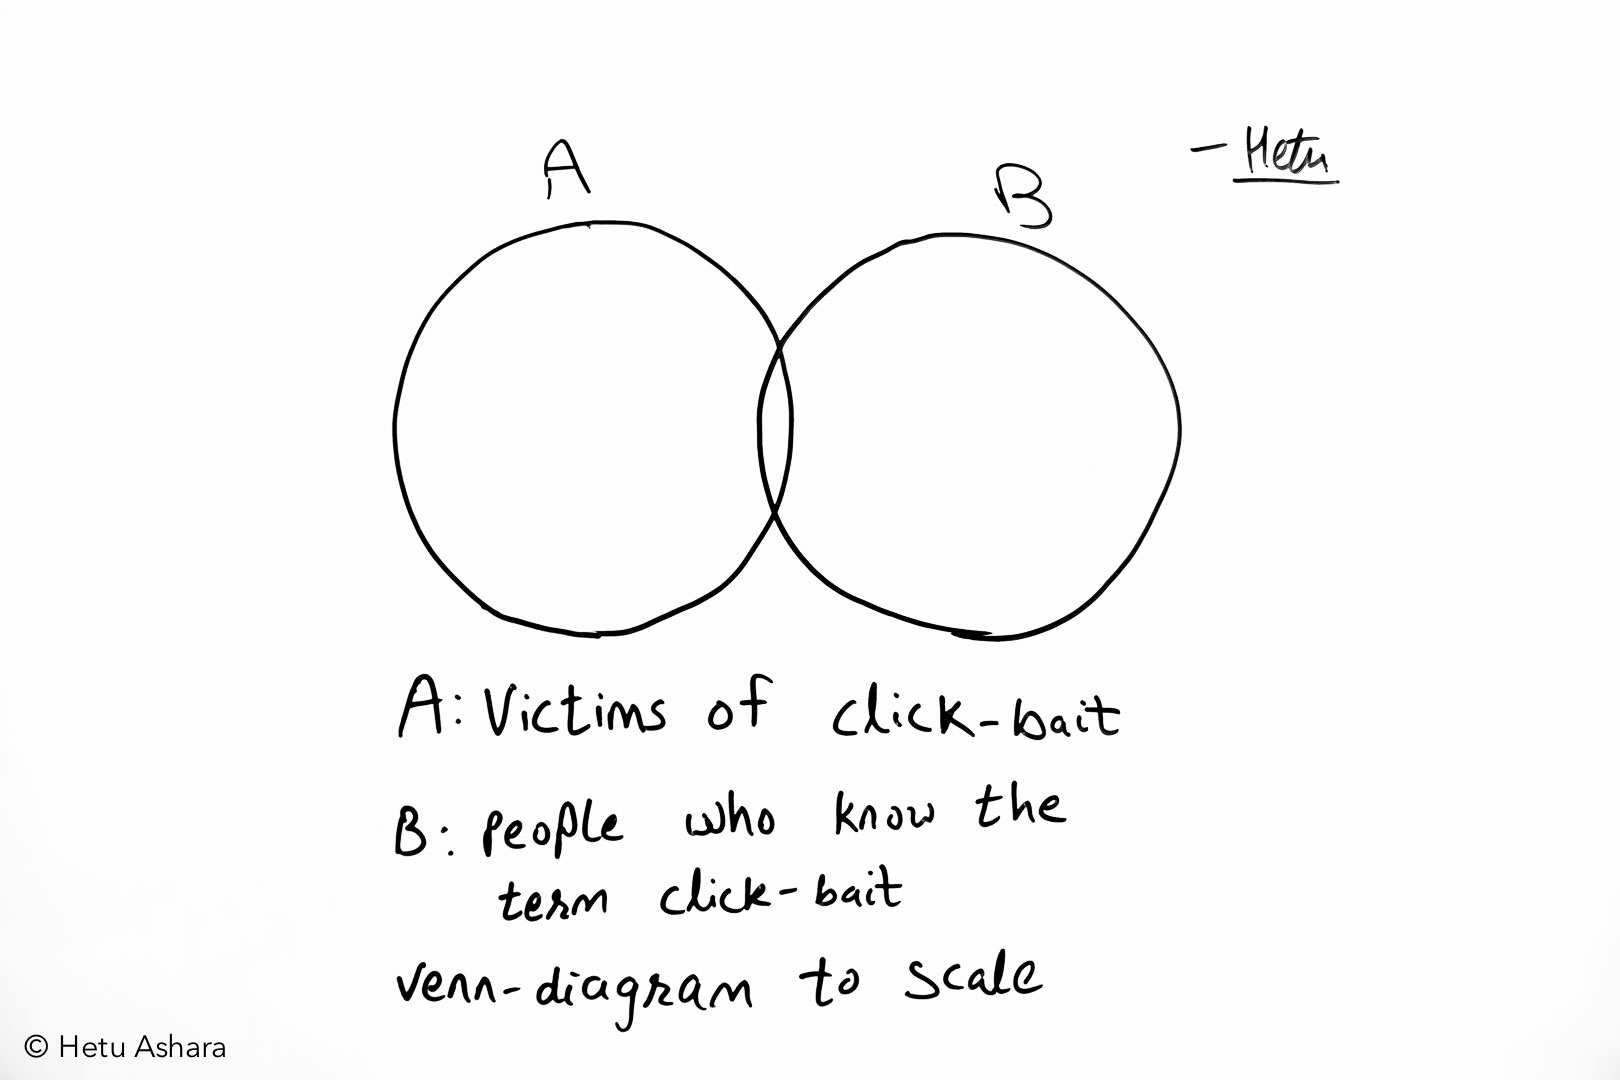 A
B
- Hetu
A: Victims of click-bait
B: People who know the
term click-bait
venn-diagram to scale
© Hetu Ashara